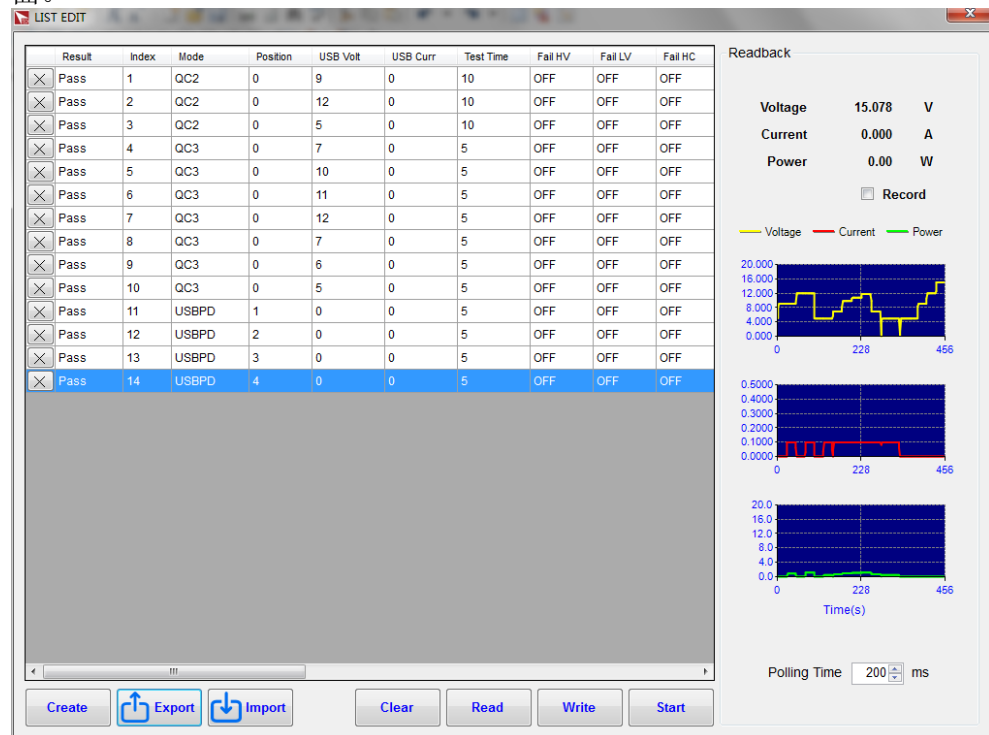 LIST EDIT
Result Index Mode Position USB Volt USB Curr Test Time Fail HV Fail LV Fail HC
Pass 1 QC2 0 9 0 10 OFF OFF OFF
Pass 2 QC2 0 12 0 10 OFF OFF OFF
Pass 3 QC2 0 5 0 10 OFF OFF OFF
Pass 4 QC3 0 7 0 5 OFF OFF OFF
Pass 5 QC3 0 10 0 5 OFF OFF OFF
Pass 6 QC3 0 11 0 5 OFF OFF OFF
Pass 7 QC3 0 12 0 5 OFF OFF OFF
Pass 8 QC3 0 7 0 5 OFF OFF OFF
Pass 9 QC3 0 6 0 5 OFF OFF OFF
Pass 10 QC3 0 5 0 5 OFF OFF OFF
Pass 11 USBPD 1 0 0 5 OFF OFF OFF
Pass 12 USBPD 2 0 0 5 OFF OFF OFF
Pass 13 USBPD 3 0 0 5 OFF OFF OFF
Pass 14 USBPD 4 0 0 5 OFF OFF OFF
Create Export Import Clear Read Write Start
Readback
Voltage 15.078 V
Current 0.000 A
Power 0.00 W
Record
Voltage Current Power
20.000
16.000
12.000
8.000
4.000
0.000
0 228 456
0.5000
0.4000
0.3000
0.2000
0.1000
0.0000
0 228 456
20.0
16.0
12.0
8.0
4.0
0.0
0 228 456
Time(s)
Polling Time 200 ms